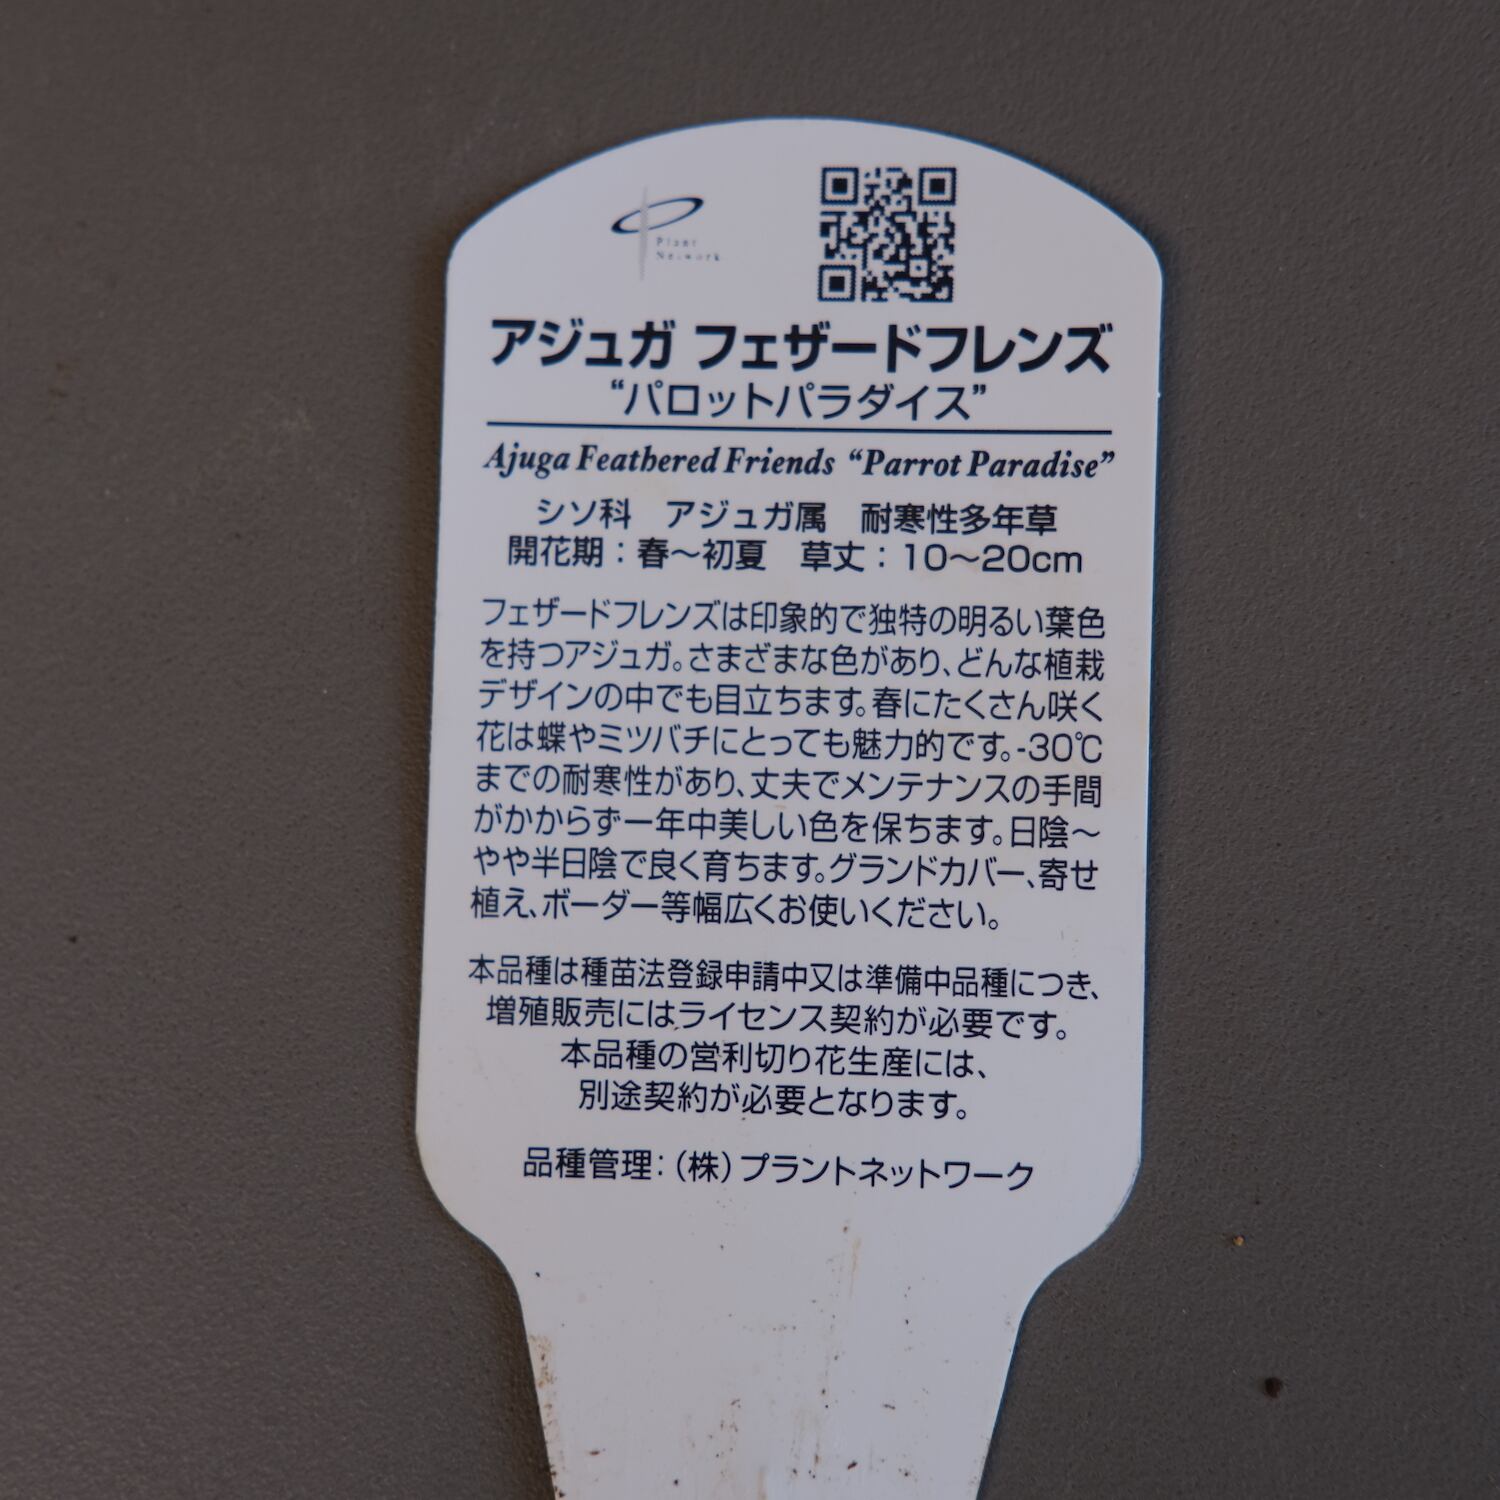 Plant
Network
アジュガ フェザードフレンズ
“パロットパラダイス”
Ajuga Feathered Friends “Parrot Paradise”
シソ科　アジュガ属　耐寒性多年草
開花期：春〜初夏　草丈：10〜20cm
フェザードフレンズは印象的で独特の明るい葉色
を持つアジュガ。さまざまな色があり、どんな植栽
デザインの中でも目立ちます。春にたくさん咲く
花は蝶やミツバチにとっても魅力的です。-30℃
までの耐寒性があり、丈夫でメンテナンスの手間
がかからず一年中美しい色を保ちます。日陰〜
やや半日陰で良く育ちます。グランドカバー、寄せ
植え、ボーダー等幅広くお使いください。
本品種は種苗法登録申請中又は準備中品種につき、
増殖販売にはライセンス契約が必要です。
本品種の営利切り花生産には、
別途契約が必要となります。
品種管理：（株）プラントネットワーク